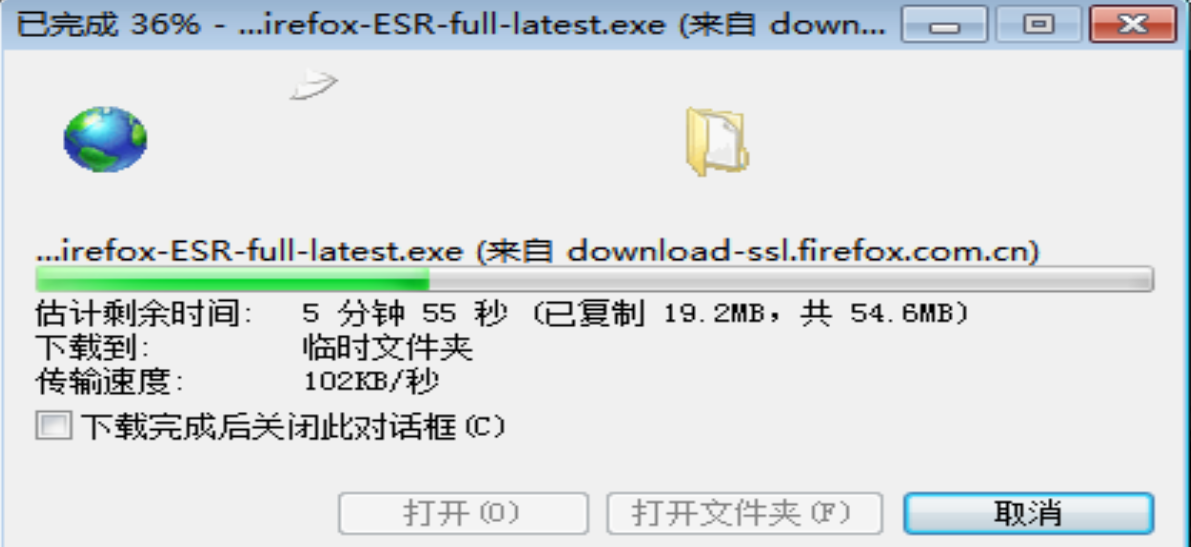 已完成 36% - ...irefox-ESR-full-latest.exe (来自 down...
...irefox-ESR-full-latest.exe (来自 download-ssl.firefox.com.cn)
估计剩余时间: 5 分钟 55 秒 (已复制 19.2MB，共 54.6MB)
下载到: 临时文件夹
传输速度: 102KB/秒
下载完成后关闭此对话框(C)
打开(O) 打开文件夹(F) 取消